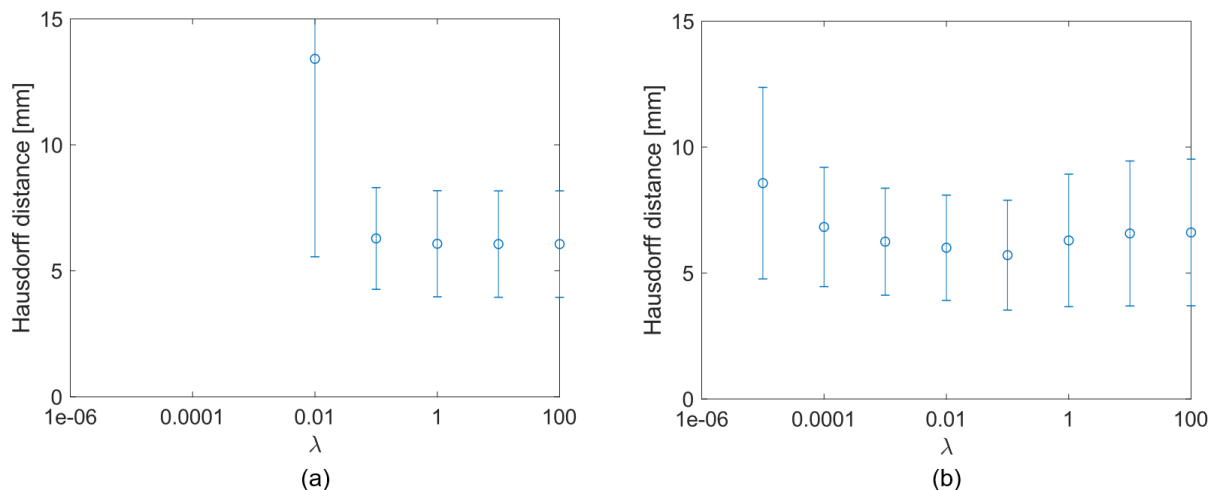 15
10
5
0
Hausdorff distance [mm]
1e-06 0.0001 0.01 1 100
λ
(a)
15
10
5
0
Hausdorff distance [mm]
1e-06 0.0001 0.01 1 100
λ
(b)